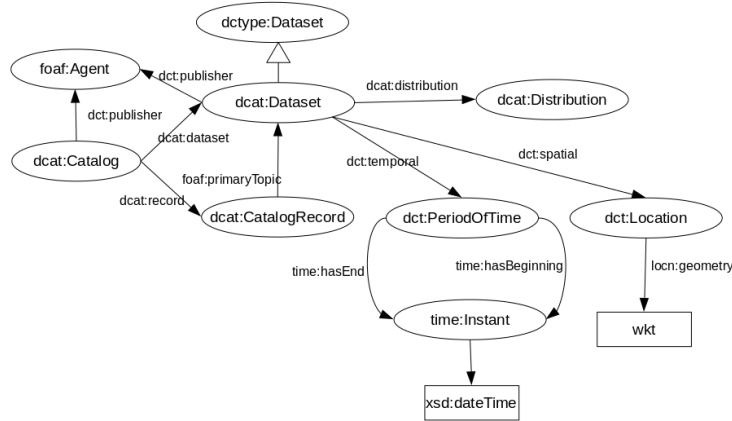 dctype:Dataset
foaf:Agent
dct:publisher
dcat:distribution
dcat:Dataset
dcat:Distribution
dct:publisher
dcat:dataset
dct:spatial
dcat:Catalog
dct:temporal
foaf:primaryTopic
dcat:record
dcat:CatalogRecord
dct:PeriodOfTime
dct:Location
time:hasEnd
time:hasBeginning
locn:geometry
time:Instant
wkt
xsd:dateTime